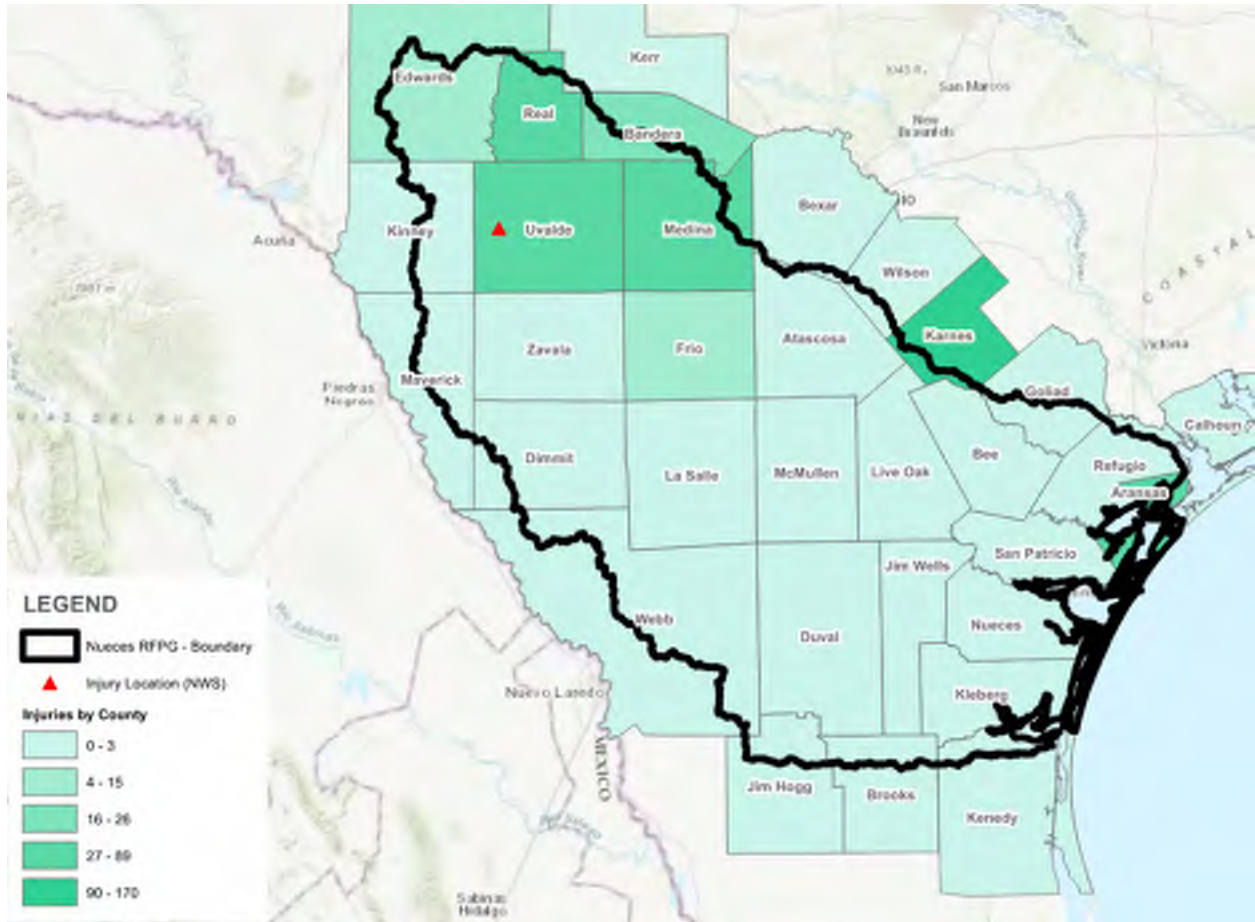 Kerr
Edwards
San Marcos
Real
New
Braunfels
Bandera
Bexar
Acuña
Kinney
Uvalde
Medina
Wilson
COASTAL
Karnes
Atascosa
Zavala
Frio
Victoria
Piedras
Negras
Maverick
Goliad
Calhoun
Dimmit
La Salle
McMullen
Live Oak
Bee
Refugio
Aransas
San Patricio
Jim Wells
LEGEND
Nueces RFPG - Boundary
Injury Location (NWS)
Injuries by County
0 - 3
4 - 15
16 - 26
27 - 89
90 - 170
Webb
Duval
Nueces
Nuevo Laredo
Kleberg
MEXICO
Jim Hogg
Brooks
Kenedy
Sabinas
Hidalgo